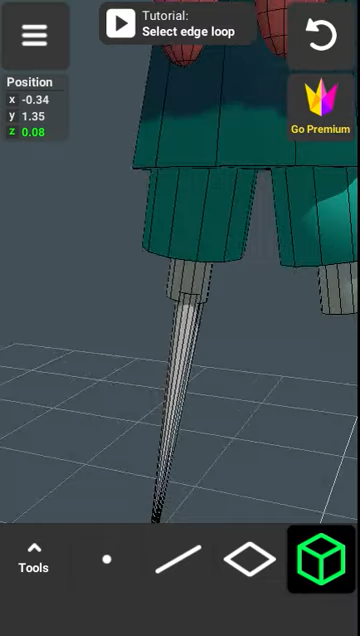 Tutorial:
Select edge loop
Position
x -0.34
y 1.35
z 0.08
Go Premium
Tools